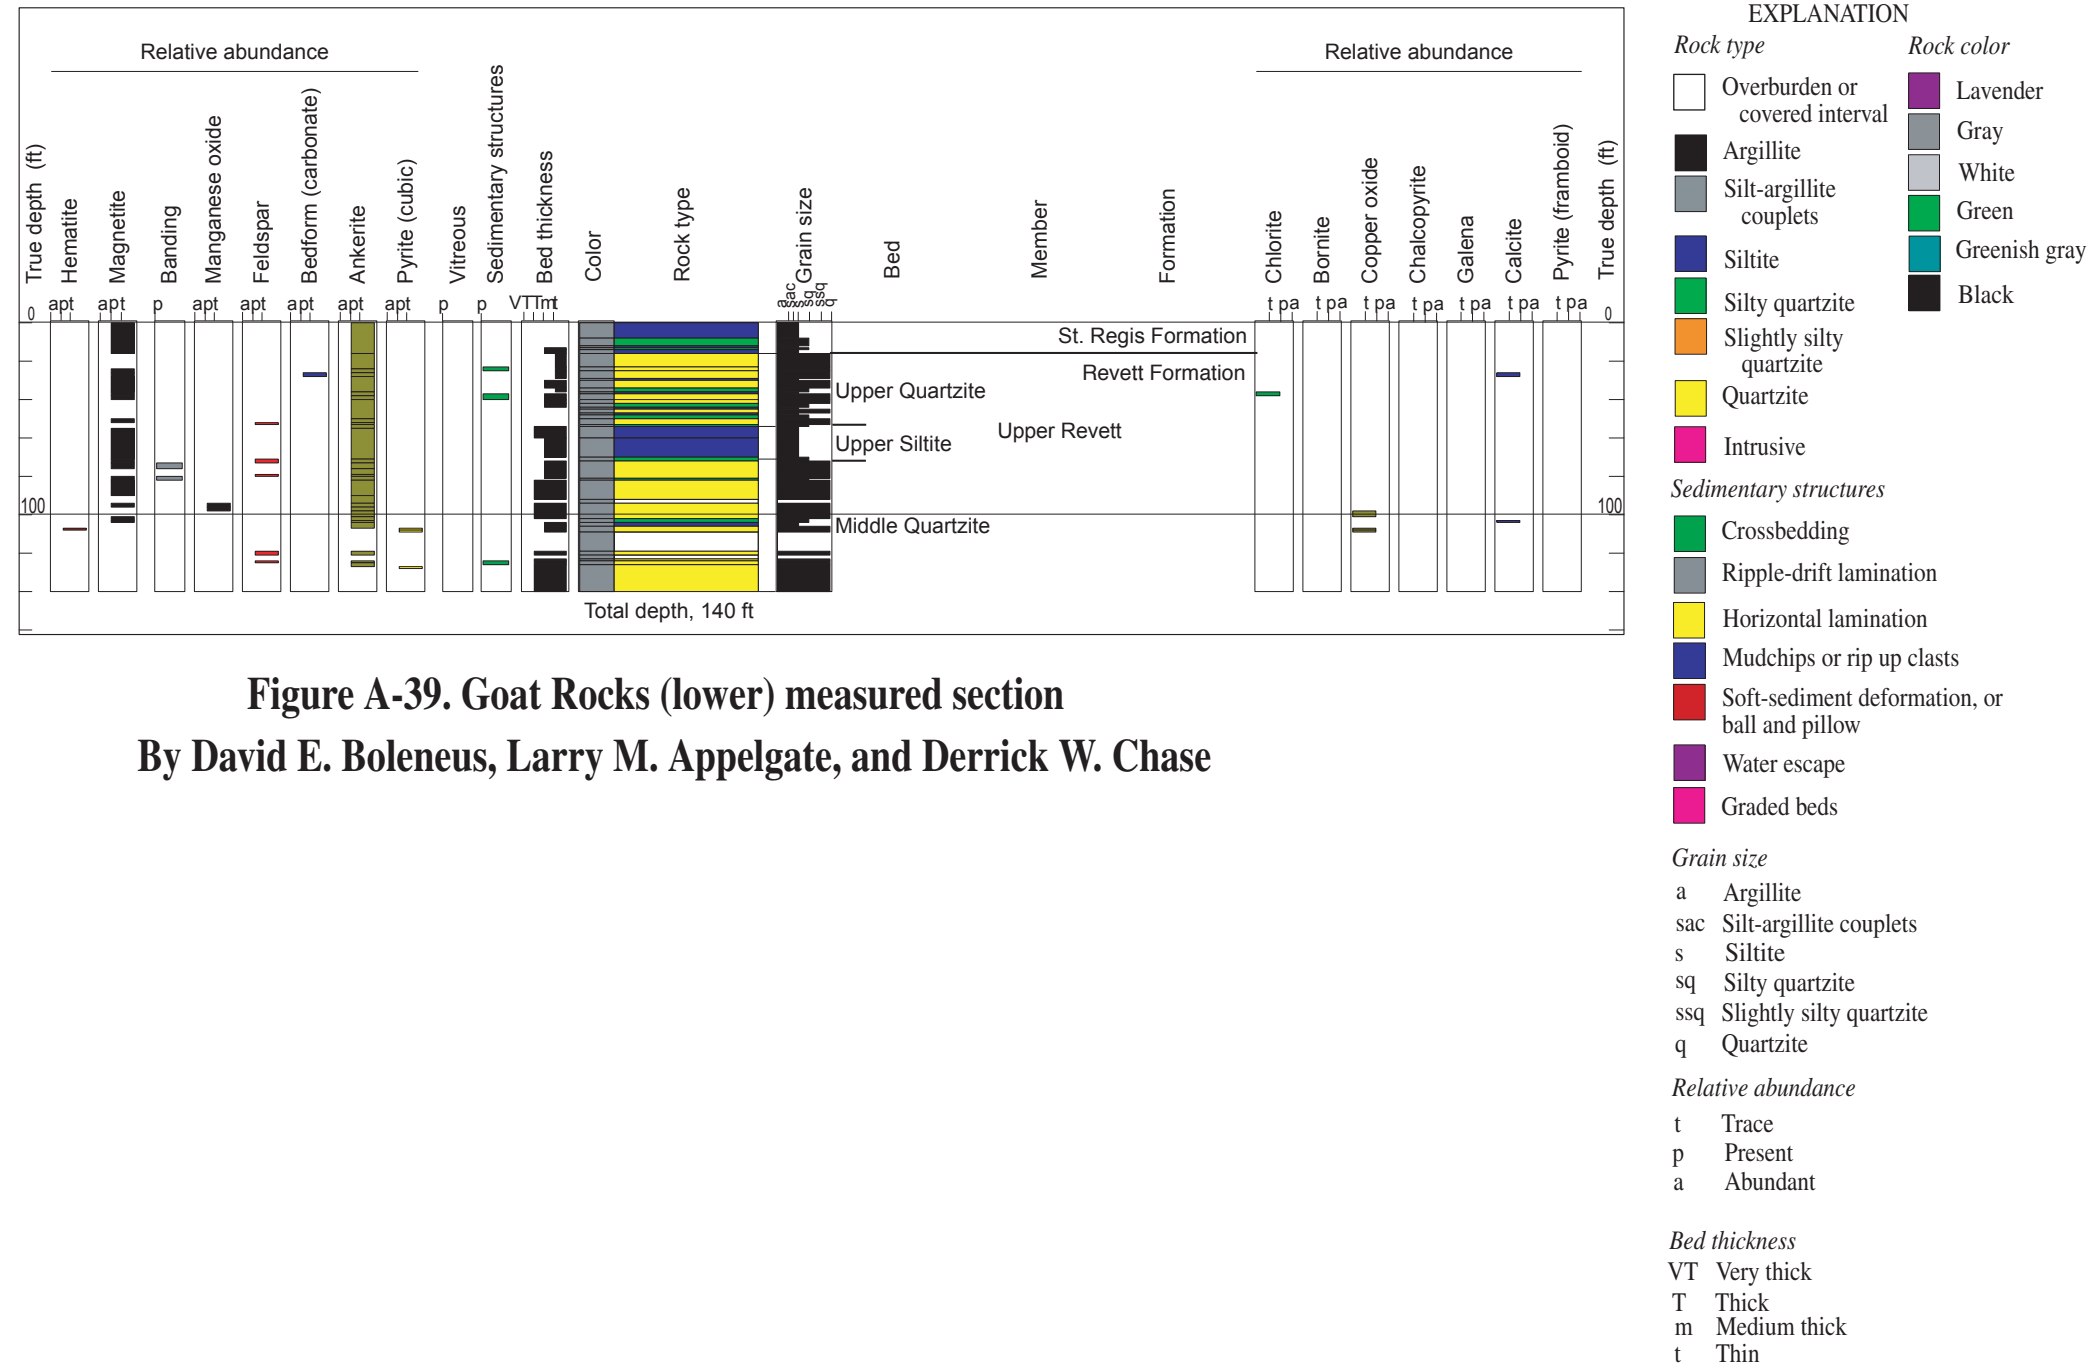 Relative abundance
Relative abundance
True depth (ft)
Hematite
Magnetite
Banding
Manganese oxide
Feldspar
Bedform (carbonate)
Ankerite
Pyrite (cubic)
Vitreous
Sedimentary structures
Bed thickness
Color
Rock type
Grain size
Bed
Member
Formation
Chlorite
Bornite
Copper oxide
Chalcopyrite
Galena
Calcite
Pyrite (framboid)
True depth (ft)
apt apt p apt apt apt apt apt p p VTTmt a sac s sq ssq q t pa t pa t pa t pa t pa t pa t pa
0 0
St. Regis Formation
Revett Formation
Upper Quartzite
Upper Revett
Upper Siltite
100 100
Middle Quartzite
Total depth, 140 ft
Figure A-39. Goat Rocks (lower) measured section
By David E. Boleneus, Larry M. Appelgate, and Derrick W. Chase
EXPLANATION
Rock type
Overburden or
covered interval
Argillite
Silt-argillite
couplets
Siltite
Silty quartzite
Slightly silty
quartzite
Quartzite
Intrusive
Rock color
Lavender
Gray
White
Green
Greenish gray
Black
Sedimentary structures
Crossbedding
Ripple-drift lamination
Horizontal lamination
Mudchips or rip up clasts
Soft-sediment deformation, or
ball and pillow
Water escape
Graded beds
Grain size
a Argillite
sac Silt-argillite couplets
s Siltite
sq Silty quartzite
ssq Slightly silty quartzite
q Quartzite
Relative abundance
t Trace
p Present
a Abundant
Bed thickness
VT Very thick
T Thick
m Medium thick
t Thin